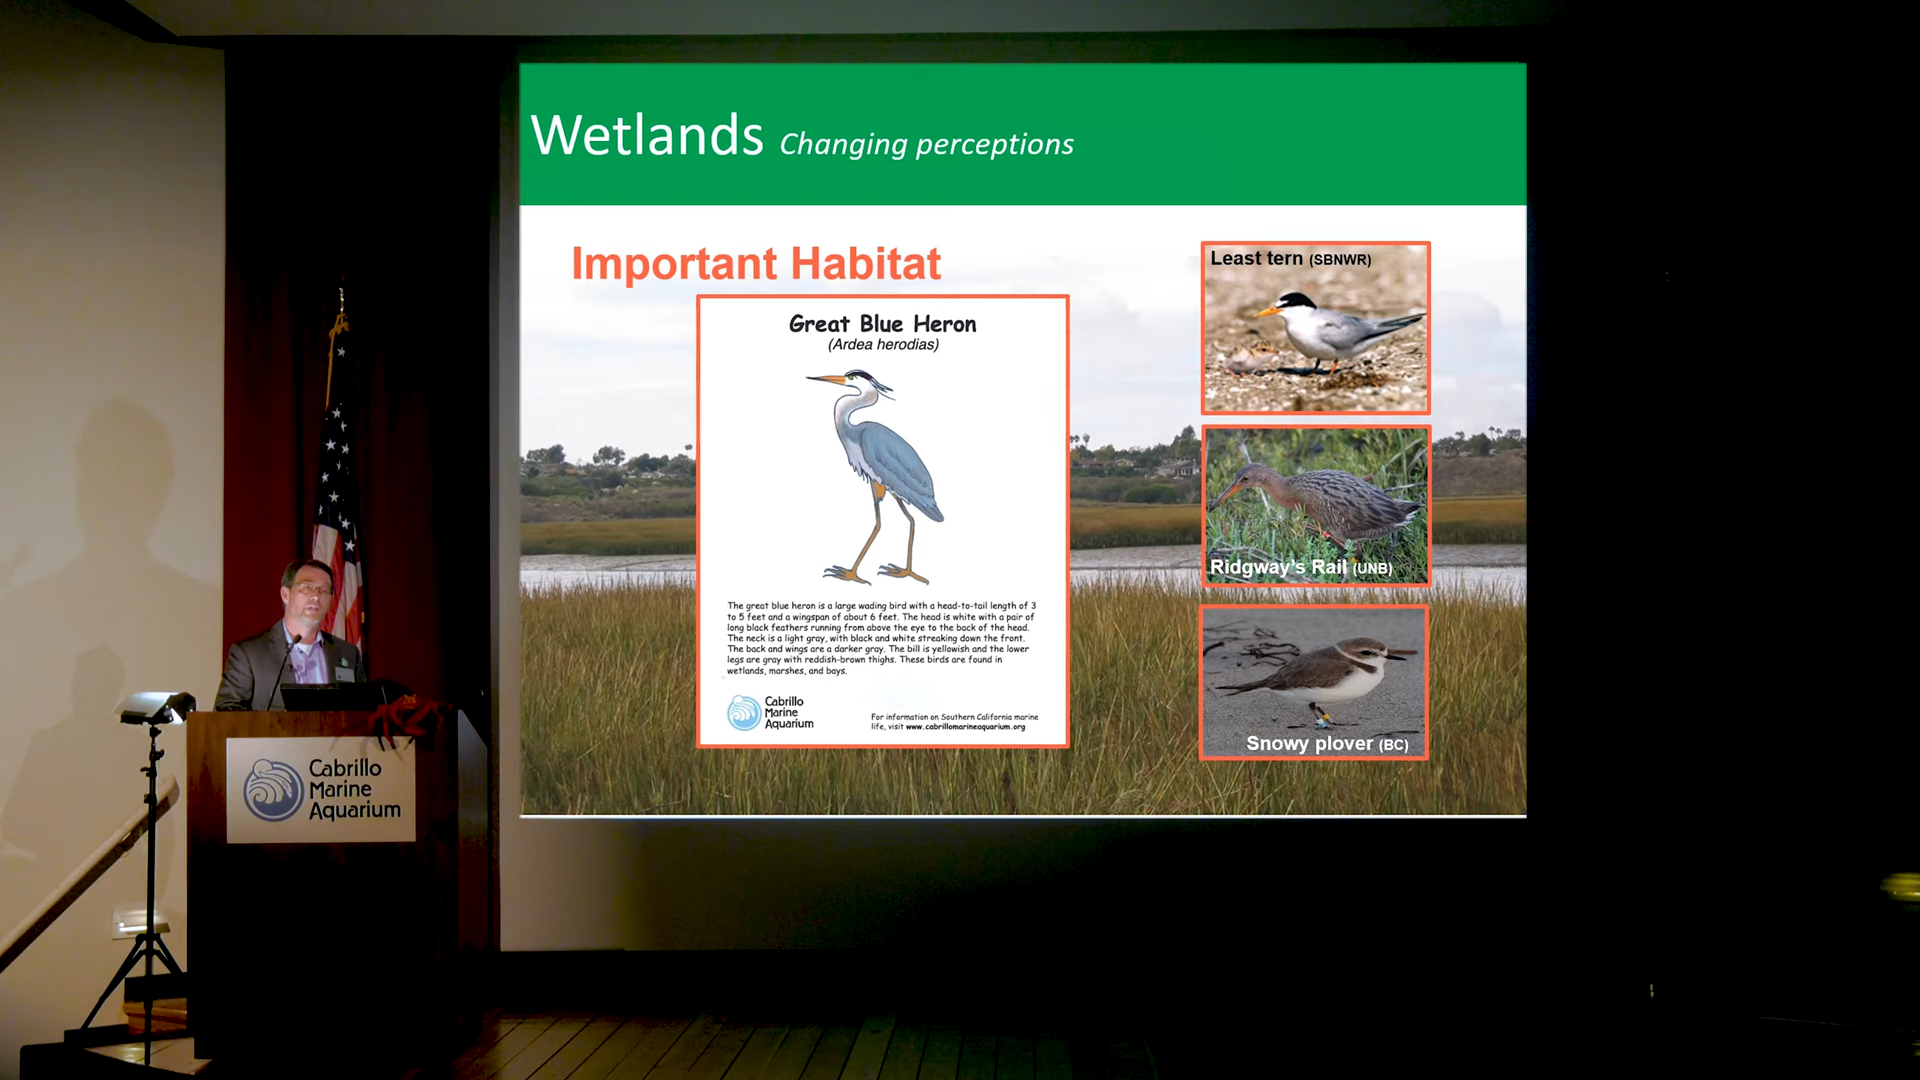 Wetlands Changing perceptions
Important Habitat
Great Blue Heron
(Ardea herodias)
The great blue heron is a large wading bird with a head-to-tail length of 3
to 5 feet and a wingspan of about 6 feet. The head is white with a pair of
long black feathers running from above the eye to the back of the head.
The neck is a light gray, with black and white streaking down the front.
The back and wings are a darker gray. The bill is yellowish and the lower
legs are gray with reddish-brown thighs. These birds are found in
wetlands, marshes, and bays.
Cabrillo
Marine
Aquarium
For information on Southern California marine
life, visit www.cabrillomarineaquarium.org
Least tern (SBNWR)
Ridgway's Rail (UNB)
Snowy plover (BC)
Cabrillo
Marine
Aquarium